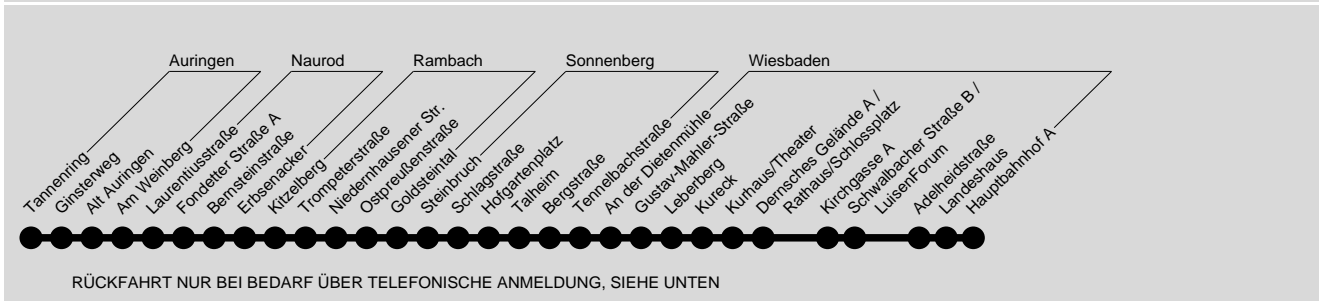 Auringen
Naurod
Rambach
Sonnenberg
Wiesbaden
Tannenring
Ginsterweg
Alt Auringen
Am Weinberg
Laurentiusstraße
Fondetter Straße A
Bernsteinstraße
Erbsenacker
Kitzelberg
Trompeterstraße
Niedernhausener Str.
Ostpreußenstraße
Goldsteintal
Steinbruch
Schlagstraße
Hofgartenplatz
Talheim
Bergstraße
Tennelbachstraße
An der Dietenmühle
Gustav-Mahler-Straße
Leberberg
Kureck
Kurhaus/Theater
Dernsches Gelände A /
Rathaus/Schlossplatz
Kirchgasse A
Schwalbacher Straße B /
LuisenForum
Adelheidstraße
Landeshaus
Hauptbahnhof A
RÜCKFAHRT NUR BEI BEDARF ÜBER TELEFONISCHE ANMELDUNG, SIEHE UNTEN